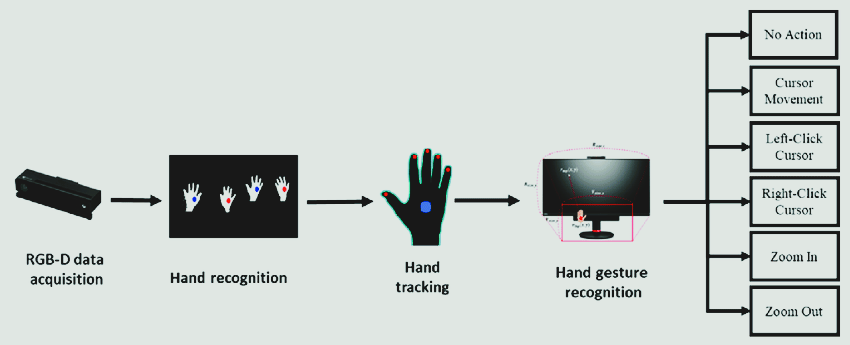 RGB-D data
acquisition
Hand recognition
Hand
tracking
Hand gesture
recognition
No Action
Cursor
Movement
Left-Click
Cursor
Right-Click
Cursor
Zoom In
Zoom Out